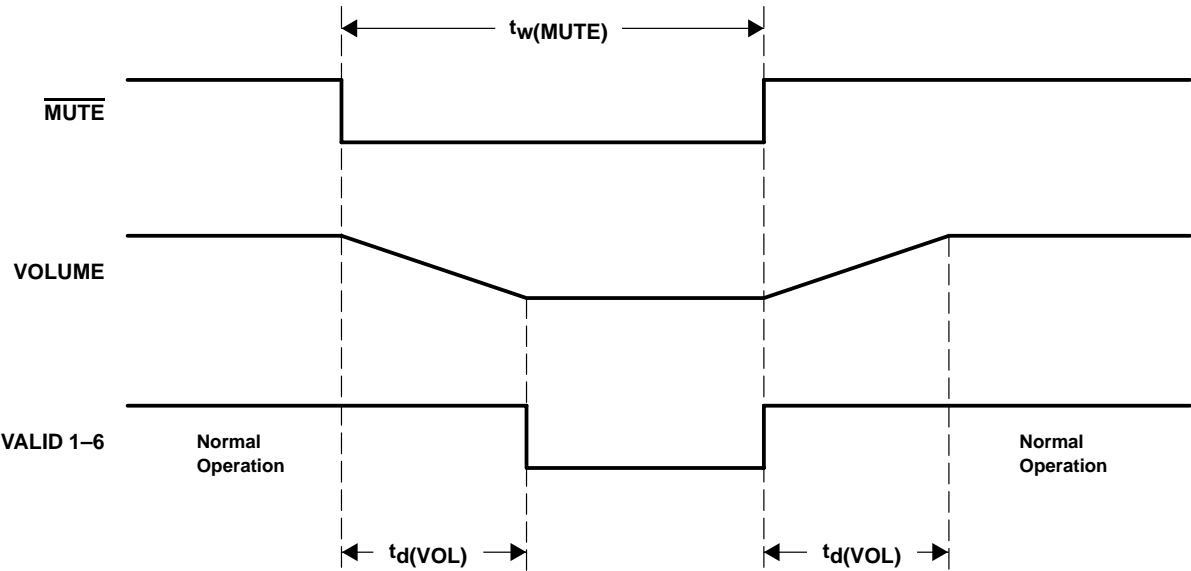 tw(MUTE)
MUTE
VOLUME
VALID 1–6
Normal
Operation
Normal
Operation
td(VOL)
td(VOL)